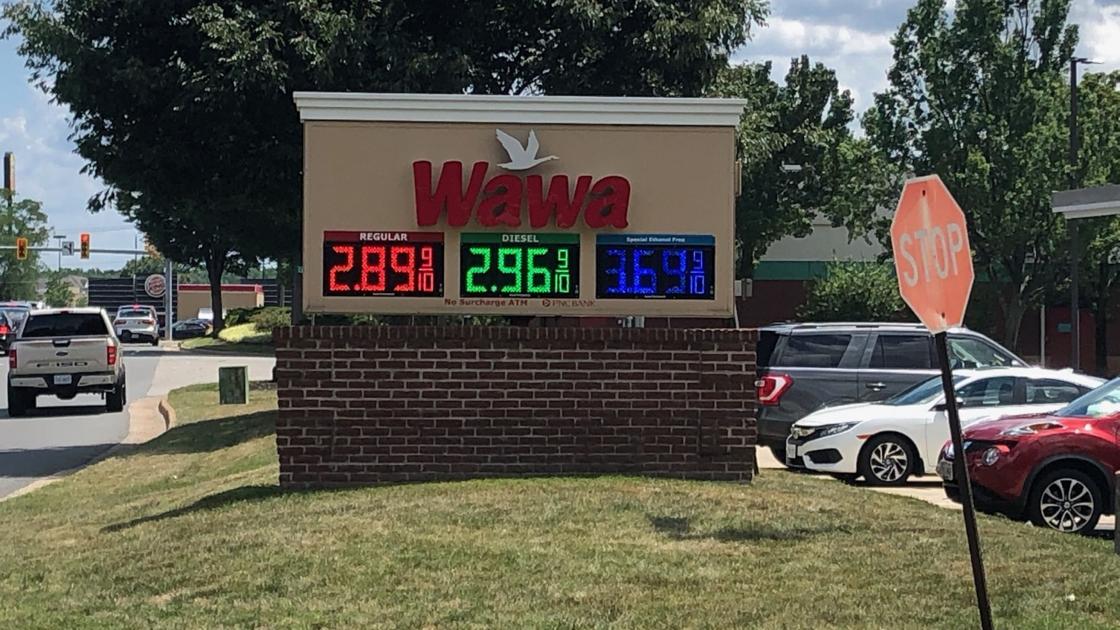 Wawa
REGULAR
2.89 9/10
DIESEL
2.96 9/10
Special Ethanol Free
3.69 9/10
No Surcharge ATM PNC BANK
STOP